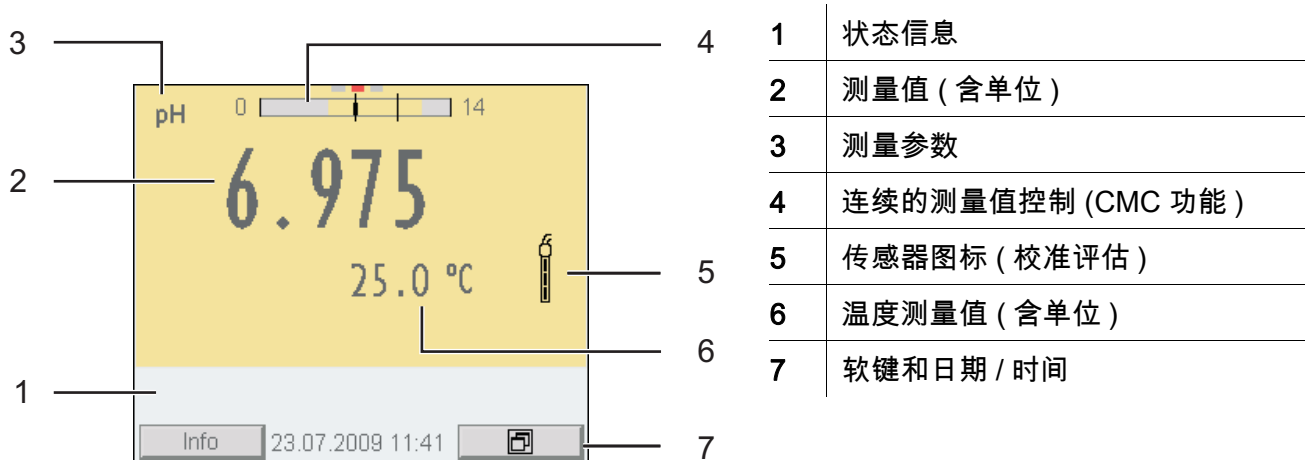 3
4
pH
0
14
2
6.975
25.0 °C
5
6
1
Info 23.07.2009 11:41
7
1 状态信息
2 测量值 ( 含单位 )
3 测量参数
4 连续的测量值控制 (CMC 功能 )
5 传感器图标 ( 校准评估 )
6 温度测量值 ( 含单位 )
7 软键和日期 / 时间